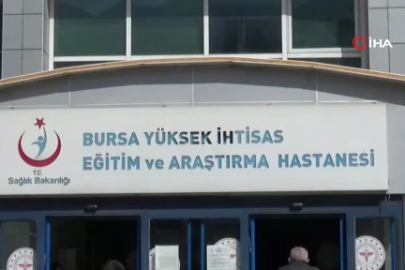 İHA
BURSA YÜKSEK İHTİSAS
EĞİTİM ve ARAŞTIRMA HASTANESİ
T.C.
Sağlık Bakanlığı